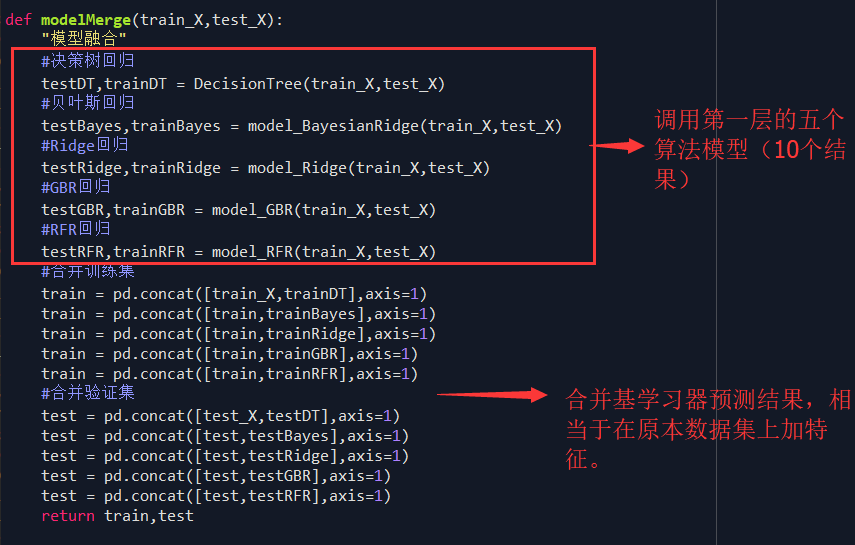 def modelMerge(train_X,test_X):
"模型融合"
#决策树回归
testDT,trainDT = DecisionTree(train_X,test_X)
#贝叶斯回归
testBayes,trainBayes = model_BayesianRidge(train_X,test_X)
#Ridge回归
testRidge,trainRidge = model_Ridge(train_X,test_X)
#GBR回归
testGBR,trainGBR = model_GBR(train_X,test_X)
#RFR回归
testRFR,trainRFR = model_RFR(train_X,test_X)
#合并训练集
train = pd.concat([train_X,trainDT],axis=1)
train = pd.concat([train,trainBayes],axis=1)
train = pd.concat([train,trainRidge],axis=1)
train = pd.concat([train,trainGBR],axis=1)
train = pd.concat([train,trainRFR],axis=1)
#合并验证集
test = pd.concat([test_X,testDT],axis=1)
test = pd.concat([test,testBayes],axis=1)
test = pd.concat([test,testRidge],axis=1)
test = pd.concat([test,testGBR],axis=1)
test = pd.concat([test,testRFR],axis=1)
return train,test
调用第一层的五个
算法模型（10个结
果）
合并基学习器预测结果，相
当于在原本数据集上加特
征。